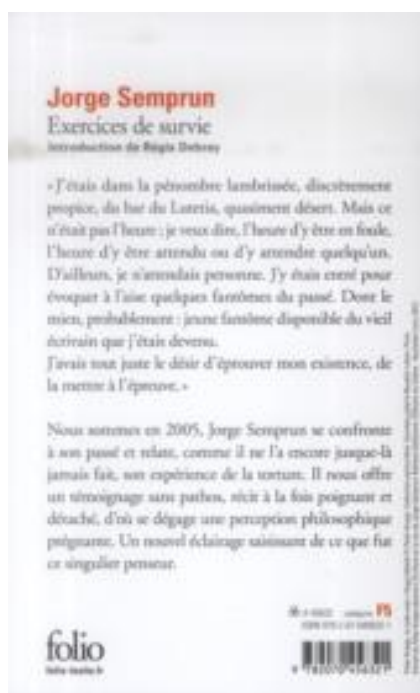 Jorge Semprun
Exercices de survie
Introduction de Régis Debray
« J'étais dans la pénombre lambrissée, discrètement
propice, du bar du Lutetia, quasiment désert. Mais ce
n'était pas l'heure : je veux dire, l'heure d'y être en foule,
l'heure d'y être attendu ou d'y attendre quelqu'un.
D'ailleurs, je n'attendais personne. J'y étais entré pour
évoquer à l'aise quelques fantômes du passé. Dont le
mien, probablement : jeune fantôme disponible du vieil
écrivain que j'étais devenu.
J'avais tout juste le désir d'éprouver mon existence, de
la mettre à l'épreuve. »
Nous sommes en 2005, Jorge Semprun se confronte
à son passé et relate, comme il ne l'a encore jusque-là
jamais fait, son expérience de la torture. Il nous offre
un témoignage sans pathos, récit à la fois poignant et
détaché, d'où se dégage une perception philosophique
prégnante. Un nouvel éclairage saisissant de ce que fut
ce singulier penseur.
F5
folio
folio-lesite.fr